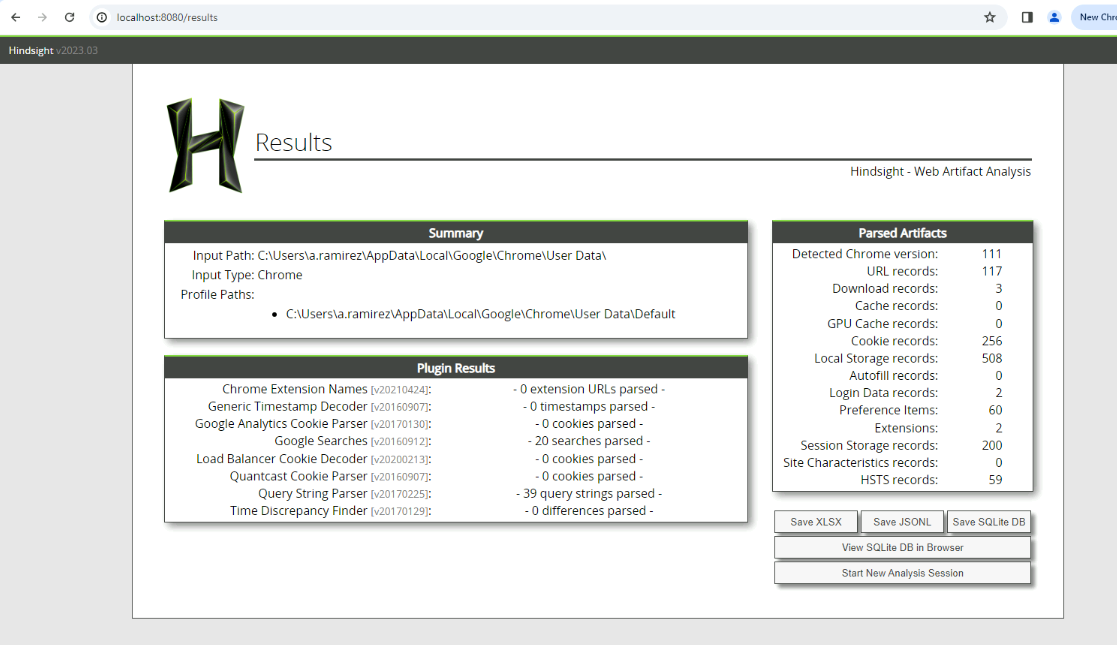 localhost:8080/results
New Chr
Hindsight v2023.03
H
Results
Hindsight - Web Artifact Analysis
Summary
Input Path: C:\Users\a.ramirez\AppData\Local\Google\Chrome\User Data\
Input Type: Chrome
Profile Paths:
• C:\Users\a.ramirez\AppData\Local\Google\Chrome\User Data\Default
Plugin Results
Chrome Extension Names [v20210424]: - 0 extension URLs parsed -
Generic Timestamp Decoder [v20160907]: - 0 timestamps parsed -
Google Analytics Cookie Parser [v20170130]: - 0 cookies parsed -
Google Searches [v20160912]: - 20 searches parsed -
Load Balancer Cookie Decoder [v20200213]: - 0 cookies parsed -
Quantcast Cookie Parser [v20160907]: - 0 cookies parsed -
Query String Parser [v20170225]: - 39 query strings parsed -
Time Discrepancy Finder [v20170129]: - 0 differences parsed -
Parsed Artifacts
Detected Chrome version: 111
URL records: 117
Download records: 3
Cache records: 0
GPU Cache records: 0
Cookie records: 256
Local Storage records: 508
Autofill records: 0
Login Data records: 2
Preference Items: 60
Extensions: 2
Session Storage records: 200
Site Characteristics records: 0
HSTS records: 59
Save XLSX Save JSONL Save SQLite DB
View SQLite DB in Browser
Start New Analysis Session